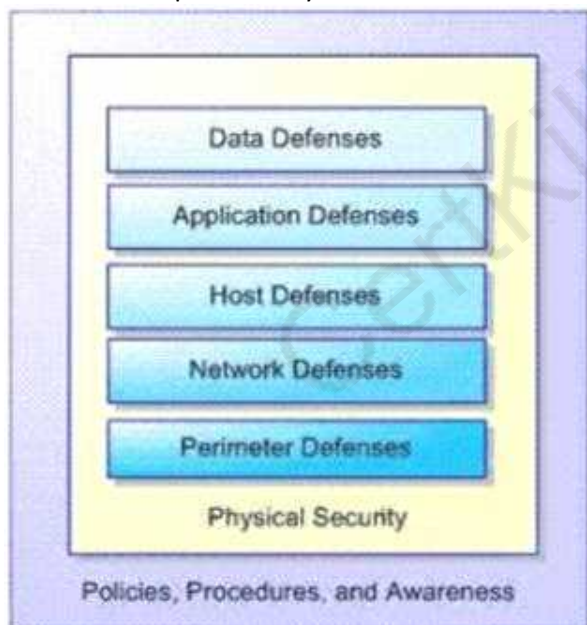 Data Defenses
Application Defenses
Host Defenses
Network Defenses
Perimeter Defenses
Physical Security
Policies, Procedures, and Awareness